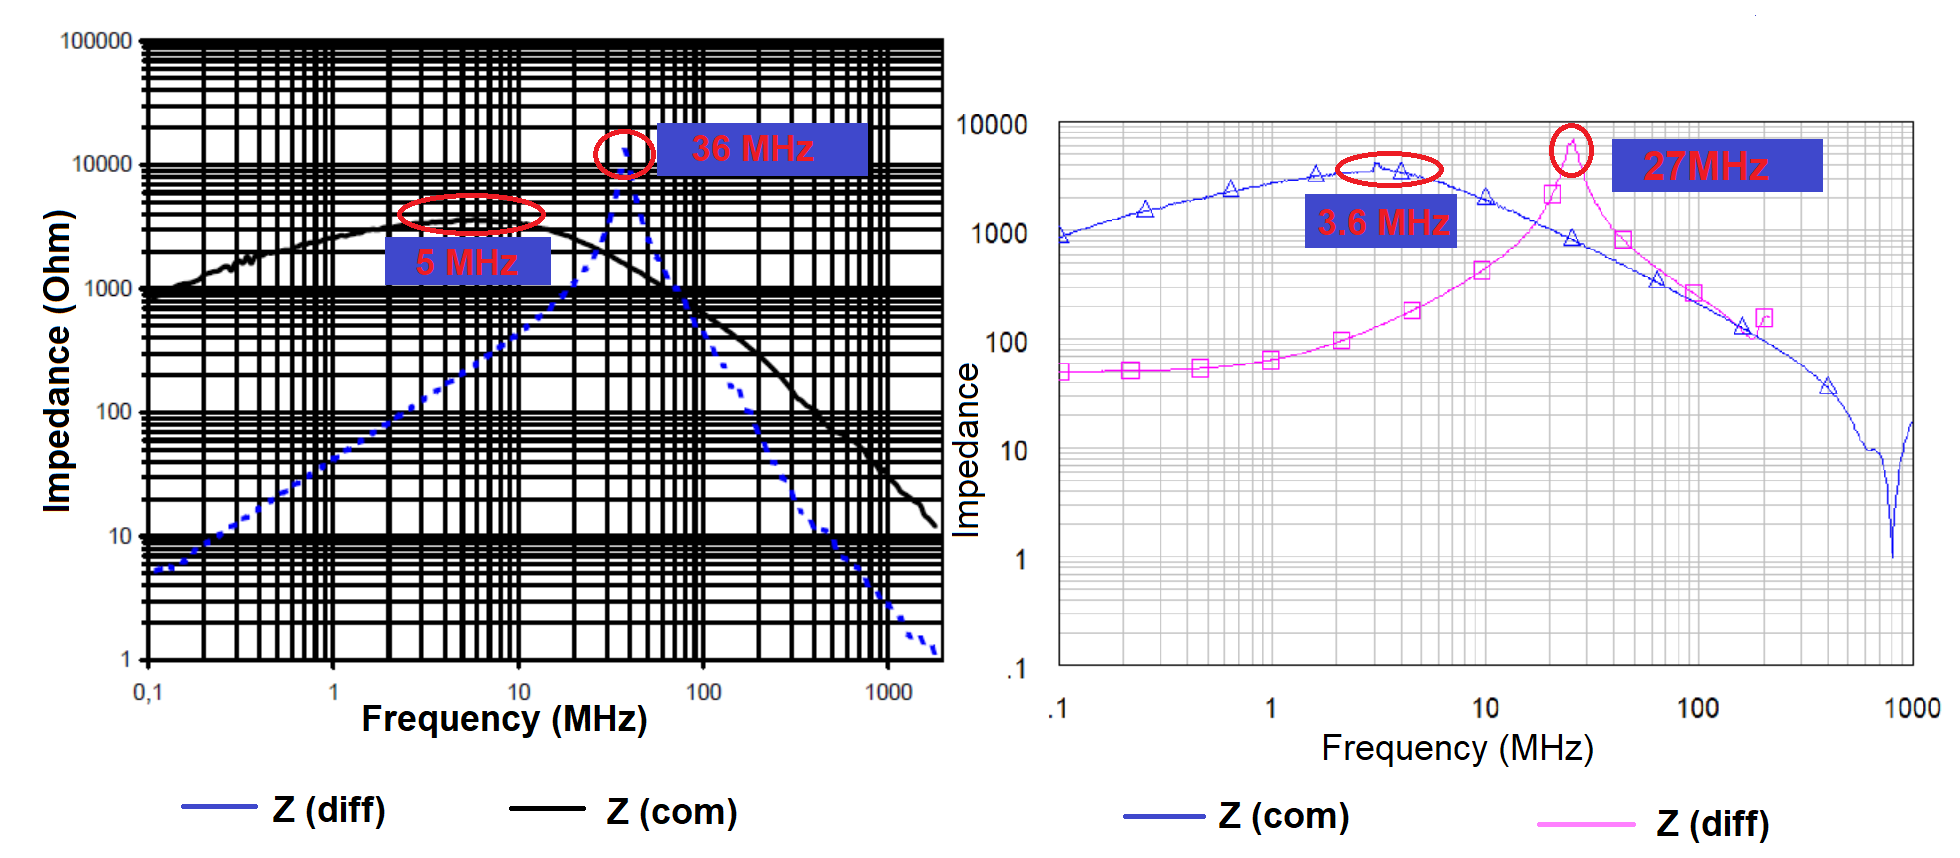 100000
10000
1000
100
10
1
Impedance (Ohm)
36 MHz
5 MHz
0,1 1 10 100 1000
Frequency (MHz)
Z (diff) Z (com)
10000
1000
100
10
1
.1
Impedance
27MHz
3.6 MHz
.1 1 10 100 1000
Frequency (MHz)
Z (com) Z (diff)